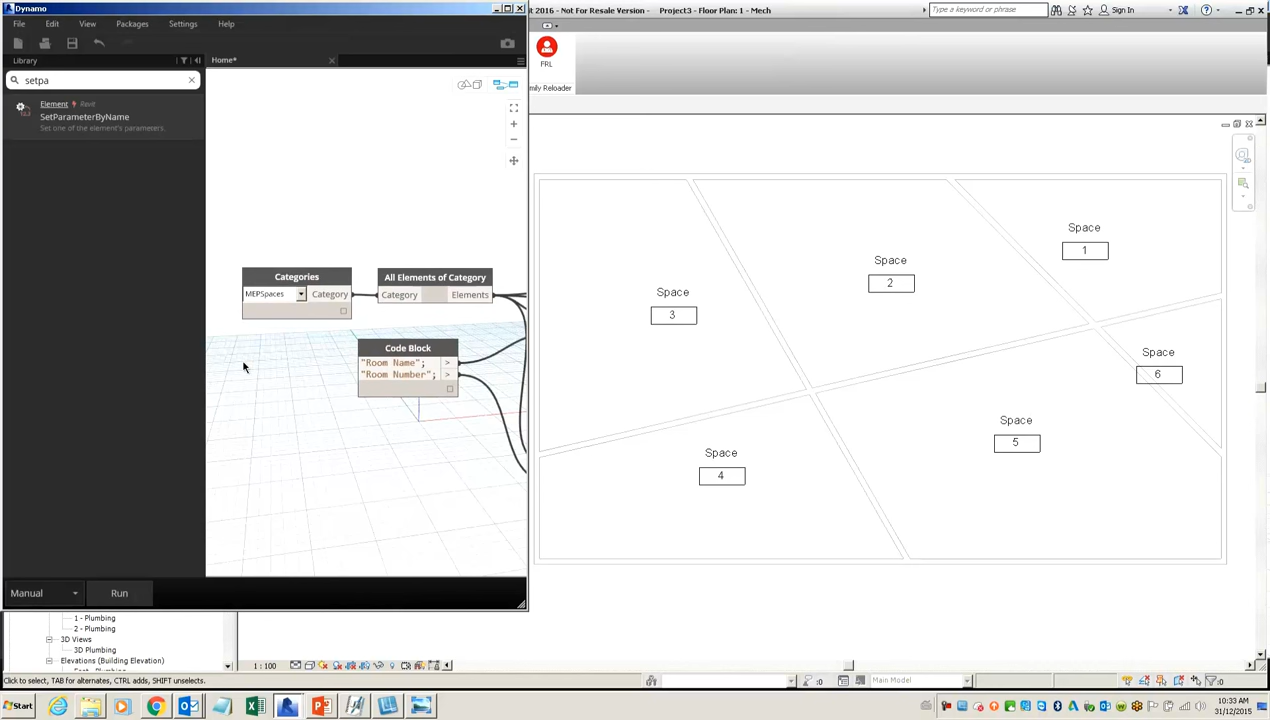 Dynamo
t 2016 - Not For Resale Version - Project3 - Floor Plan: 1 - Mech
Type a keyword or phrase
Sign In
File Edit View Packages Settings Help
FRL
mily Reloader
Library
Home*
setpa
Element Revit
SetParameterByName
Set one of the element's parameters.
Categories
MEPSpaces Category
All Elements of Category
Category Elements
Code Block
"Room Name"; >
"Room Number"; >
Space
1
Space
2
Space
3
Space
6
Space
5
Space
4
Manual Run
1 - Plumbing
2 - Plumbing
3D Views
3D Plumbing
Elevations (Building Elevation)
1 : 100
Click to select, TAB for alternates, CTRL adds, SHIFT unselects.
:0
Main Model
:0
Start
10:33 AM
31/12/2015